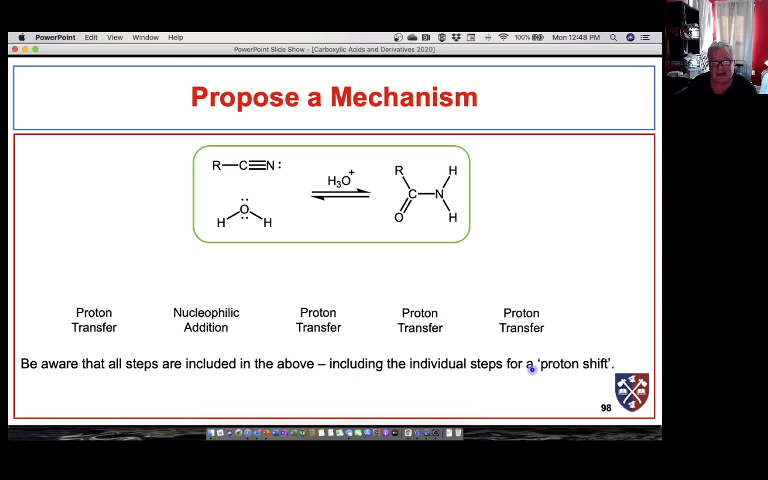 PowerPoint Edit View Window Help
100% Mon 12:48 PM
PowerPoint Slide Show - [Carboxylic Acids and Derivatives 2020]
Propose a Mechanism
R—C≡N:
H₃O⁺
H O H
R H
C—N
O H
Proton Transfer
Nucleophilic Addition
Proton Transfer
Proton Transfer
Proton Transfer
Be aware that all steps are included in the above – including the individual steps for a ‘proton shift’.
98